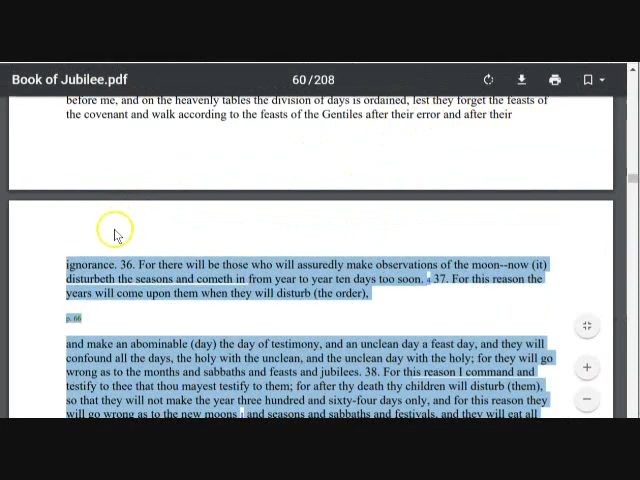 Book of Jubilee.pdf
60/208
before me, and on the heavenly tables the division of days is ordained, lest they forget the feasts of
the covenant and walk according to the feasts of the Gentiles after their error and after their
ignorance. 36. For there will be those who will assuredly make observations of the moon--now (it)
disturbeth the seasons and cometh in from year to year ten days too soon. 4 37. For this reason the
years will come upon them when they will disturb (the order),
p. 66
and make an abominable (day) the day of testimony, and an unclean day a feast day, and they will
confound all the days, the holy with the unclean, and the unclean day with the holy; for they will go
wrong as to the months and sabbaths and feasts and jubilees. 38. For this reason I command and
testify to thee that thou mayest testify to them; for after thy death thy children will disturb (them),
so that they will not make the year three hundred and sixty-four days only, and for this reason they
will go wrong as to the new moons and seasons and sabbaths and festivals, and they will eat all